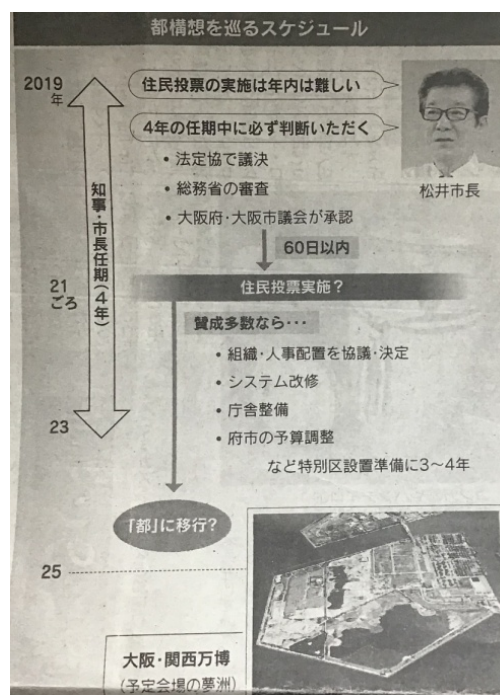 都構想を巡るスケジュール
2019
年
住民投票の実施は年内は難しい
4年の任期中に必ず判断いただく
松井市長
・法定協で議決
・総務省の審査
・大阪府・大阪市議会が承認
60日以内
知事・市長任期(4年)
21
ごろ
住民投票実施？
賛成多数なら・・・
・組織・人事配置を協議・決定
・システム改修
・庁舎整備
・府市の予算調整
など特別区設置準備に3～4年
23
「都」に移行？
25
大阪・関西万博
(予定会場の夢洲)